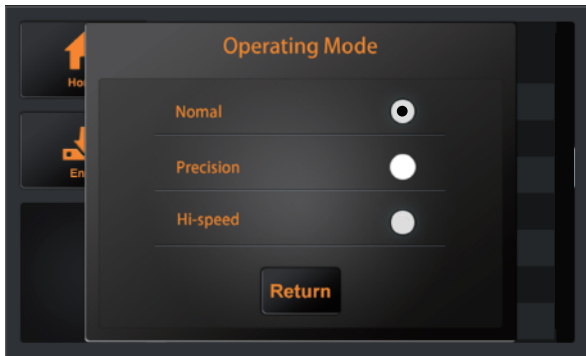 Operating Mode
Nomal
Precision
Hi-speed
Return